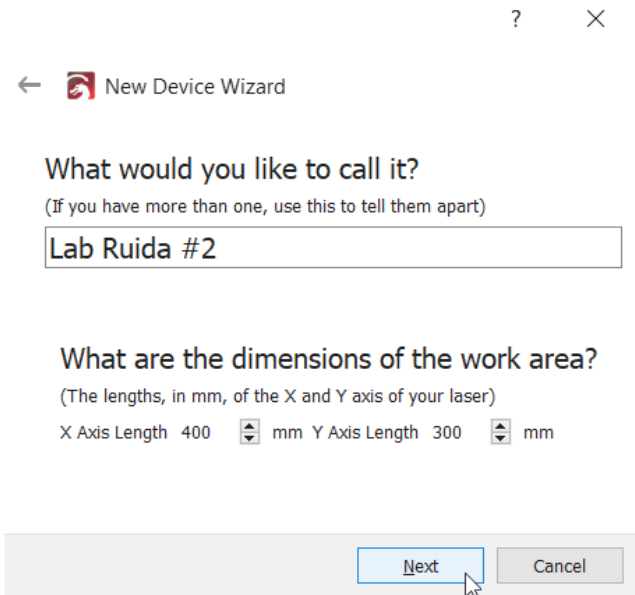 ?
New Device Wizard
What would you like to call it?
(If you have more than one, use this to tell them apart)
Lab Ruida #2
What are the dimensions of the work area?
(The lengths, in mm, of the X and Y axis of your laser)
X Axis Length 400 mm Y Axis Length 300 mm
Next Cancel